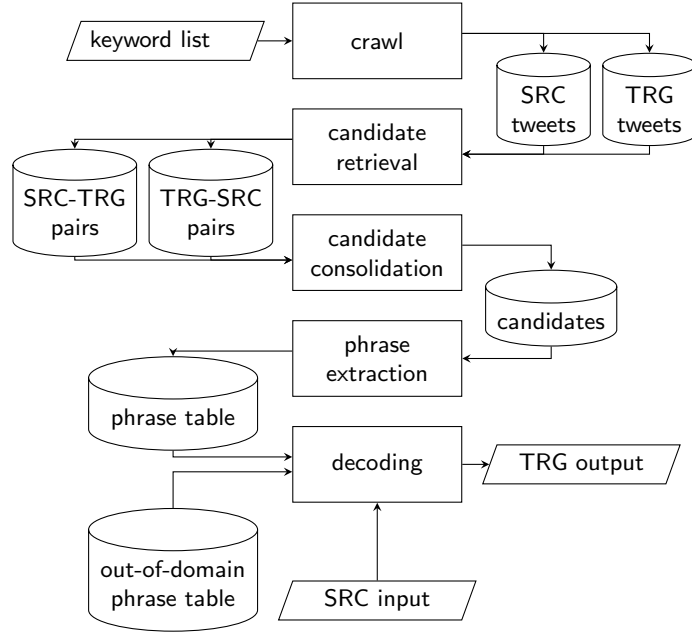 keyword list
crawl
SRC
tweets
TRG
tweets
candidate
retrieval
SRC-TRG
pairs
TRG-SRC
pairs
candidate
consolidation
candidates
phrase
extraction
phrase table
decoding
TRG output
out-of-domain
phrase table
SRC input